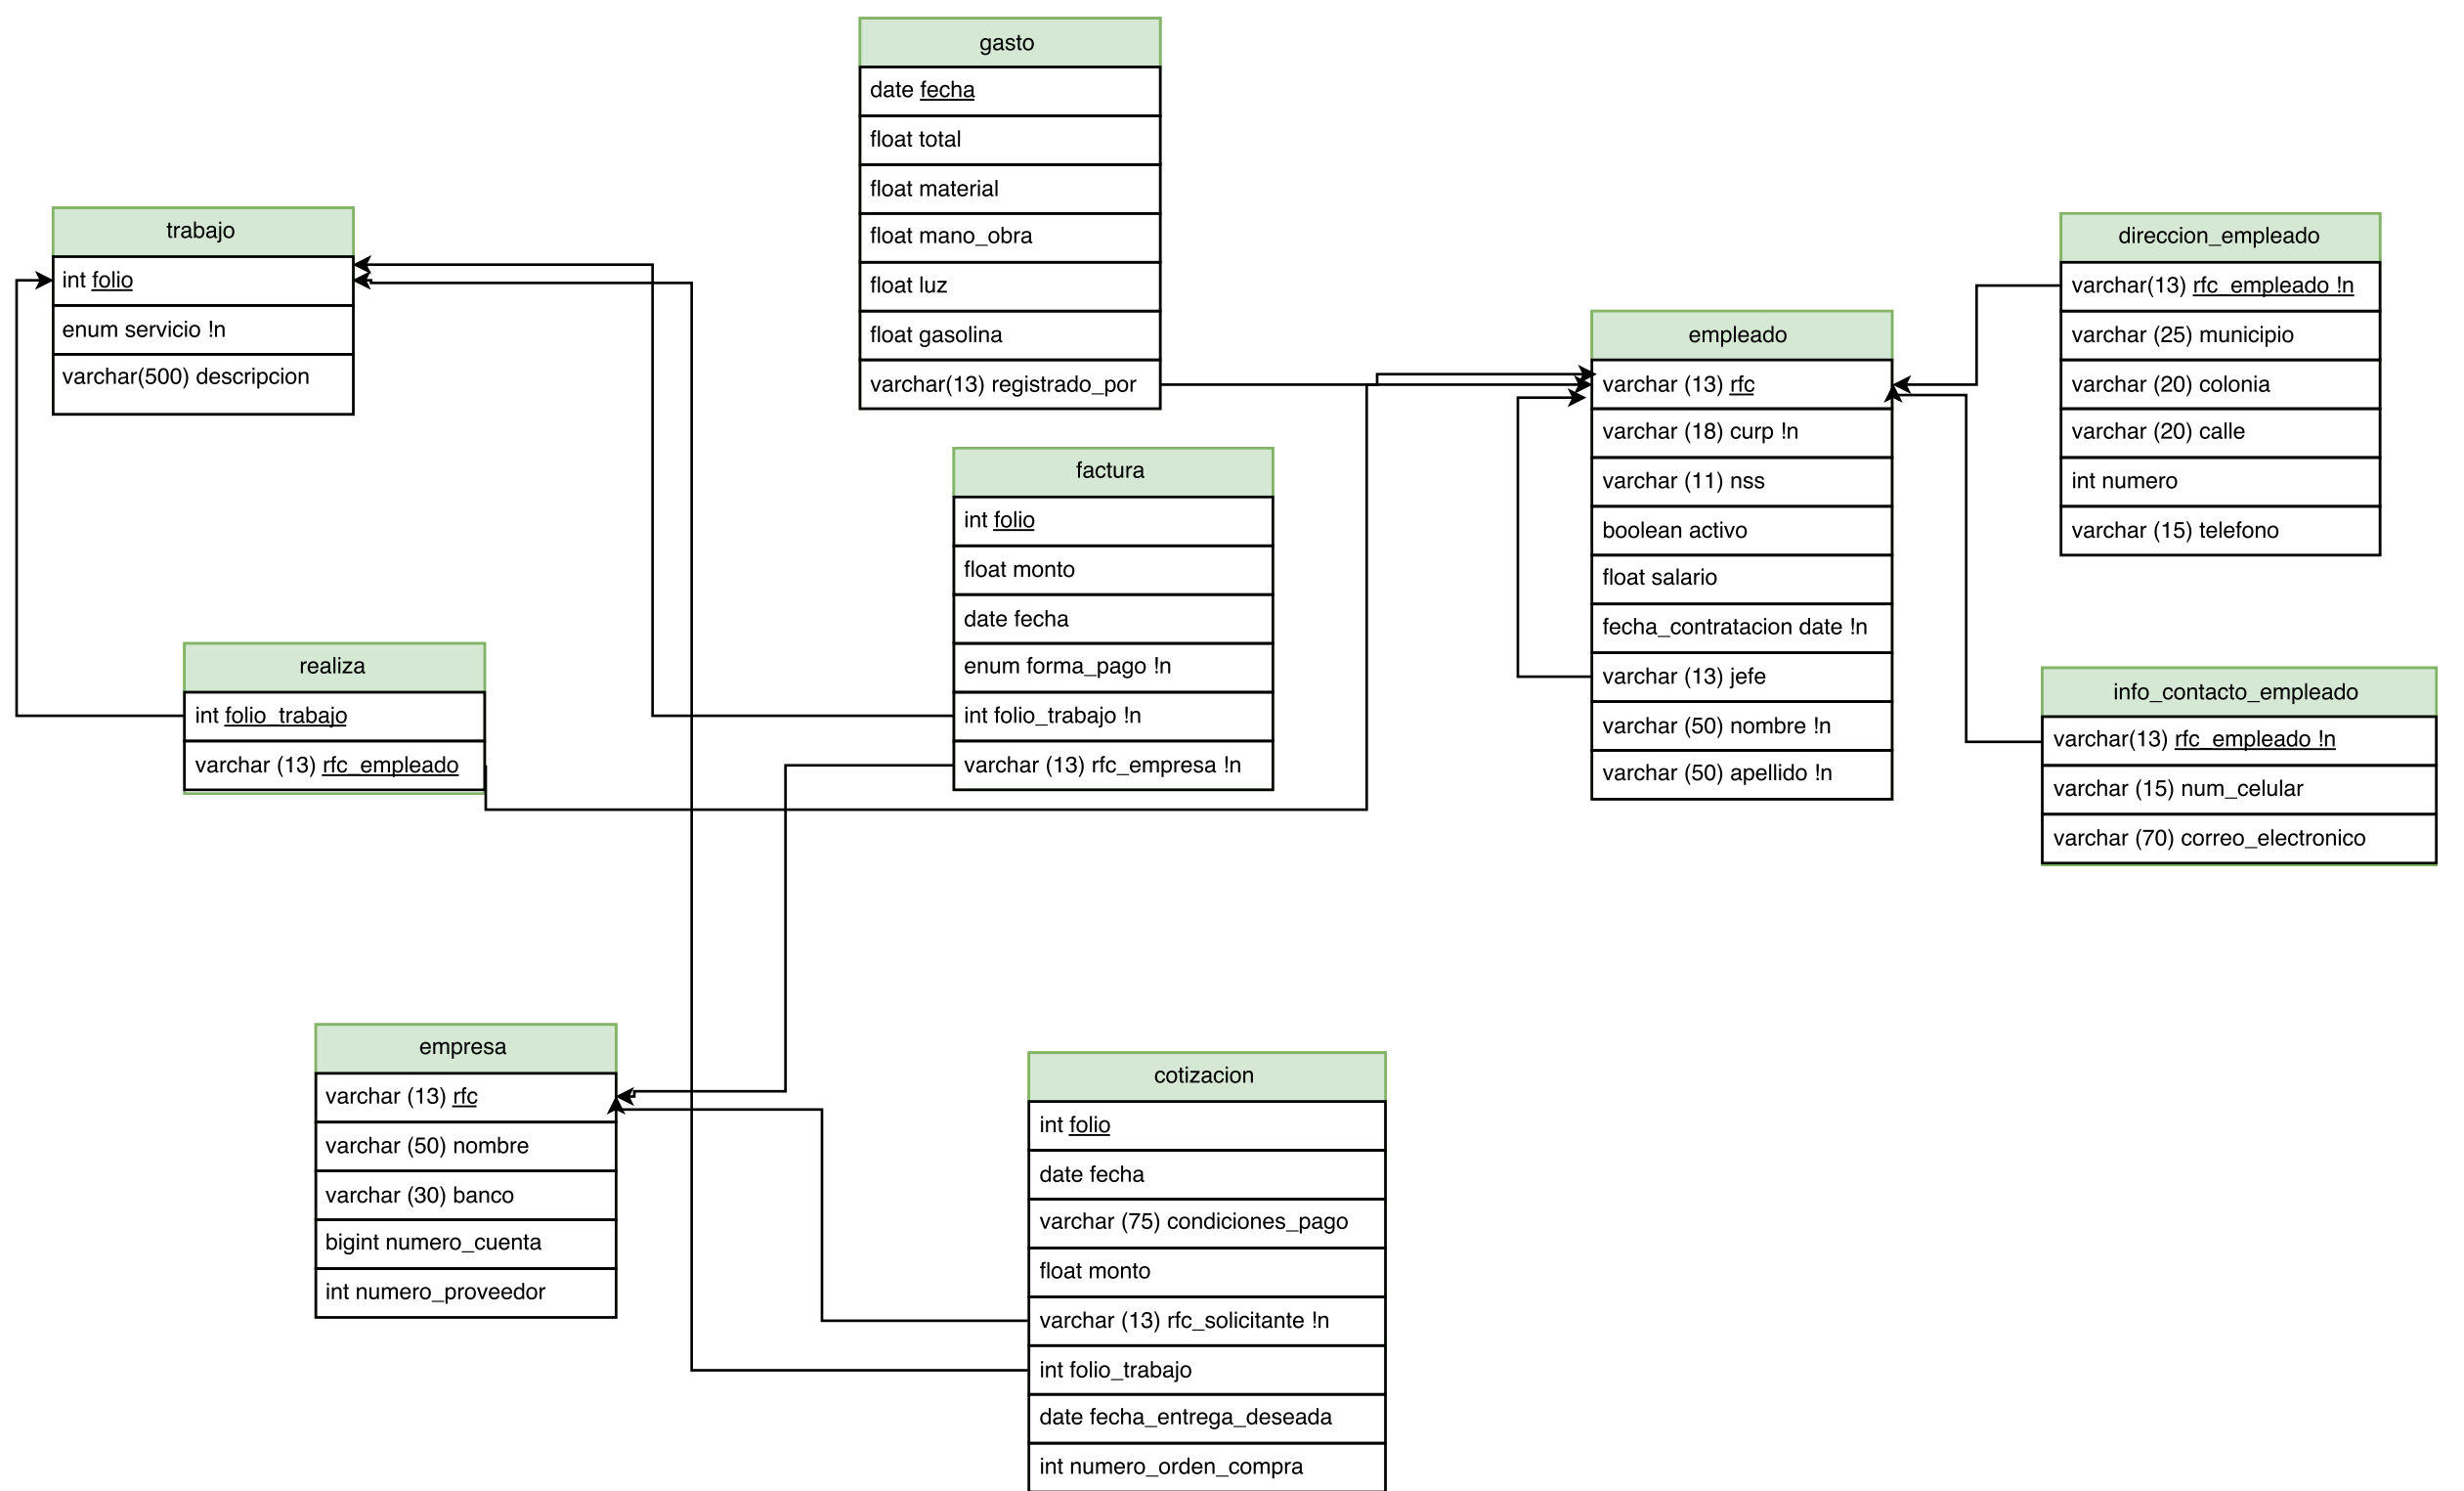 gasto
date fecha
float total
float material
float mano_obra
float luz
float gasolina
varchar(13) registrado_por
trabajo
int folio
enum servicio !n
varchar(500) descripcion
direccion_empleado
varchar(13) rfc_empleado !n
varchar (25) municipio
varchar (20) colonia
varchar (20) calle
int numero
varchar (15) telefono
empleado
varchar (13) rfc
varchar (18) curp !n
varchar (11) nss
boolean activo
float salario
fecha_contratacion date !n
varchar (13) jefe
varchar (50) nombre !n
varchar (50) apellido !n
factura
int folio
float monto
date fecha
enum forma_pago !n
int folio_trabajo !n
varchar (13) rfc_empresa !n
realiza
int folio_trabajo
varchar (13) rfc_empleado
info_contacto_empleado
varchar(13) rfc_empleado !n
varchar (15) num_celular
varchar (70) correo_electronico
empresa
varchar (13) rfc
varchar (50) nombre
varchar (30) banco
bigint numero_cuenta
int numero_proveedor
cotizacion
int folio
date fecha
varchar (75) condiciones_pago
float monto
varchar (13) rfc_solicitante !n
int folio_trabajo
date fecha_entrega_deseada
int numero_orden_compra